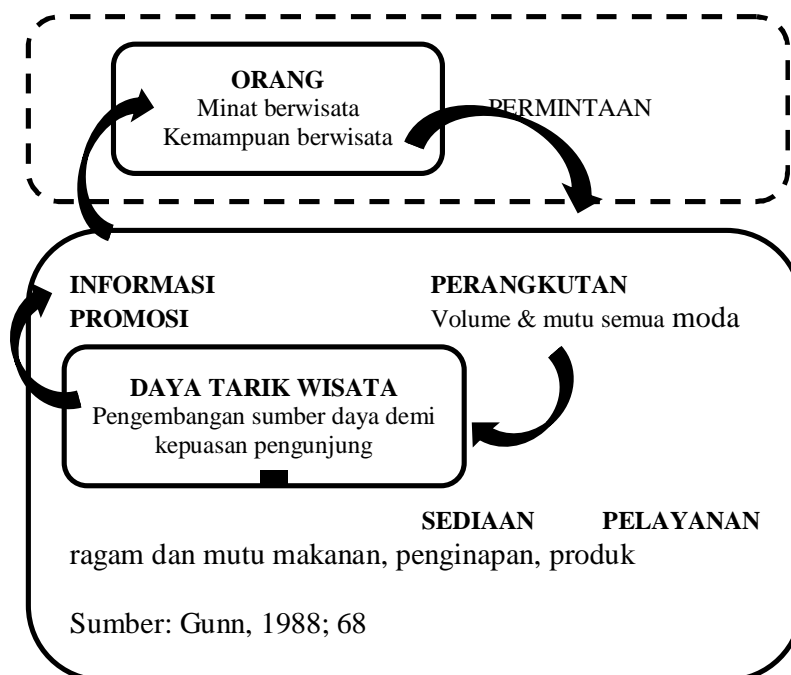 ORANG
Minat berwisata
Kemampuan berwisata
PERMINTAAN
INFORMASI
PROMOSI
PERANGKUTAN
Volume & mutu semua moda
DAYA TARIK WISATA
Pengembangan sumber daya demi
kepuasan pengunjung
SEDIAAN PELAYANAN
ragam dan mutu makanan, penginapan, produk
Sumber: Gunn, 1988; 68